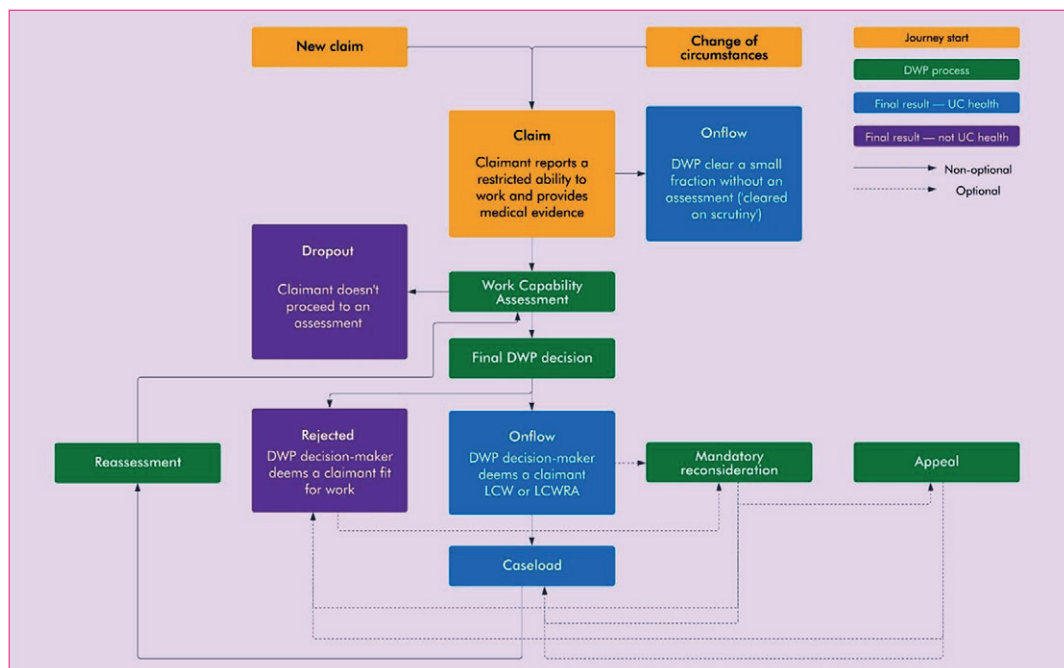 New claim
Change of
circumstances
Journey start
DWP process
Final result — UC health
Final result — not UC health
Non-optional
Optional
Claim
Claimant reports a
restricted ability to
work and provides
medical evidence
Onflow
DWP clear a small
fraction without an
assessment ('cleared
on scrutiny')
Dropout
Claimant doesn't
proceed to an
assessment
Work Capability
Assessment
Final DWP decision
Reassessment
Rejected
DWP decision-maker
deems a claimant fit
for work
Onflow
DWP decision-maker
deems a claimant
LCW or LCWRA
Mandatory
reconsideration
Appeal
Caseload